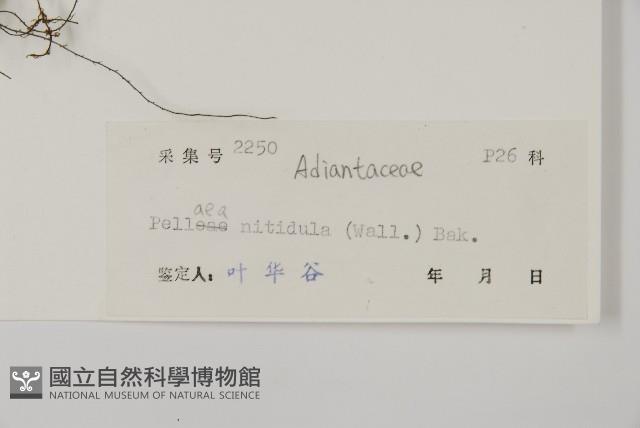 采集号 2250 Adiantaceae P26 科
aea
Pelleae nitidula (Wall.) Bak.
鉴定人: 叶华谷 年 月 日
國立自然科學博物館
NATIONAL MUSEUM OF NATURAL SCIENCE